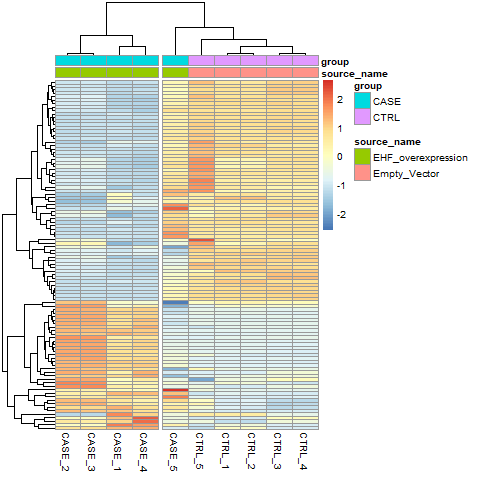 group
source_name
group
CASE
CTRL
source_name
EHF_overexpression
Empty_Vector
2
1
0
-1
-2
CASE_2
CASE_3
CASE_1
CASE_4
CASE_5
CTRL_5
CTRL_1
CTRL_2
CTRL_3
CTRL_4